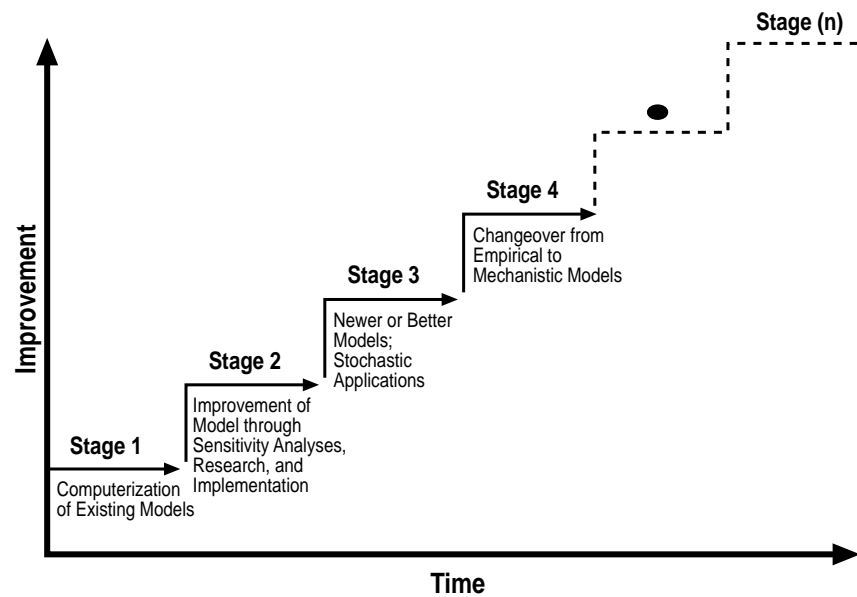 Stage (n)
Stage 4
Changeover from
Empirical to
Mechanistic Models
Stage 3
Newer or Better
Models;
Stochastic
Applications
Stage 2
Improvement of
Model through
Sensitivity Analyses,
Research, and
Implementation
Stage 1
Computerization
of Existing Models
Improvement
Time